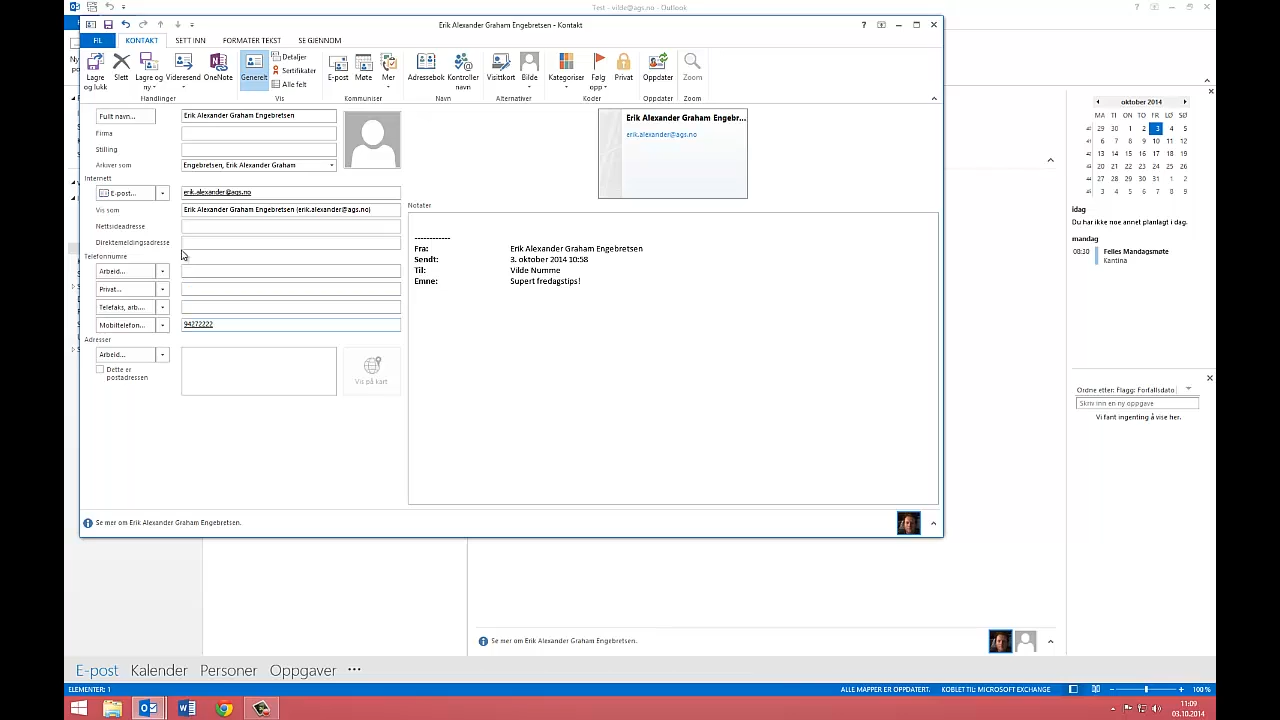 Test - vilde@ags.no - Outlook
Erik Alexander Graham Engebretsen - Kontakt
FIL
KONTAKT
SETT INN
FORMATER TEKST
SE GJENNOM
Lagre og lukk
Slett
Lagre og ny
Videresend
OneNote
Generelt
Detaljer
Sertifikater
Alle felt
E-post
Møte
Mer
Adressebok
Kontroller navn
Visittkort
Bilde
Kategoriser
Følg opp
Privat
Oppdater
Zoom
Handlinger
Vis
Kommuniser
Navn
Alternativer
Koder
Oppdater
Zoom
Fullt navn...
Erik Alexander Graham Engebretsen
Firma
Stilling
Arkiver som
Engebretsen, Erik Alexander Graham
Internett
E-post...
erik.alexander@ags.no
Vis som
Erik Alexander Graham Engebretsen (erik.alexander@ags.no)
Nettsideadresse
Direktemeldingsadresse
Telefonnumre
Arbeid...
Privat...
Telefaks, arb...
Mobiltelefon...
94272222
Adresser
Arbeid...
Dette er postadressen
Vis på kart
Erik Alexander Graham Engebr...
erik.alexander@ags.no
Notater
------------
Fra: Erik Alexander Graham Engebretsen
Sendt: 3. oktober 2014 10:58
Til: Vilde Numme
Emne: Supert fredagstips!
Se mer om Erik Alexander Graham Engebretsen.
oktober 2014
MA TI ON TO FR LØ SØ
29 30 1 2 3 4 5
6 7 8 9 10 11 12
13 14 15 16 17 18 19
20 21 22 23 24 25 26
27 28 29 30 31 1 2
3 4 5 6 7 8 9
idag
Du har ikke noe annet planlagt i dag.
mandag
08:30 Felles Mandagsmøte
Kantina
Ordne etter: Flagg: Forfallsdato
Skriv inn en ny oppgave
Vi fant ingenting å vise her.
Se mer om Erik Alexander Graham Engebretsen.
E-post
Kalender
Personer
Oppgaver
ELEMENTER: 1
ALLE MAPPER ER OPPDATERT.
KOBLET TIL: MICROSOFT EXCHANGE
100 %
11:09
03.10.2014